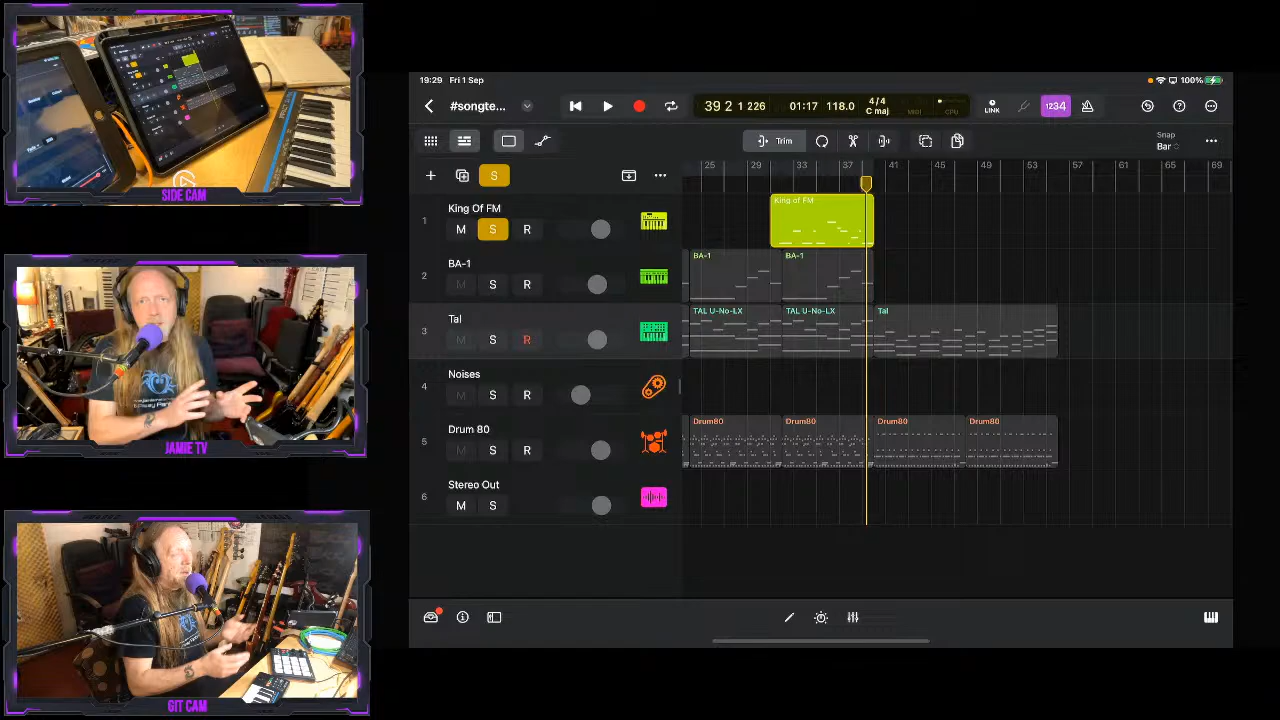 SIDE CAM
JAMIE TV
GIT CAM
19:29 Fri 1 Sep
100%
#songte...
39 2 1 226
01:17
118.0
4/4
C maj
MIDI
CPU
LINK
1234
Trim
Snap
Bar
S
25 29 33 37 41 45 49 53 57 61 65 69
1 King Of FM
M S R
King of FM
2 BA-1
M S R
BA-1
BA-1
3 Tal
M S R
TAL U-No-LX
TAL U-No-LX
Tal
4 Noises
M S R
5 Drum 80
M S R
Drum80
Drum80
Drum80
Drum80
6 Stereo Out
M S